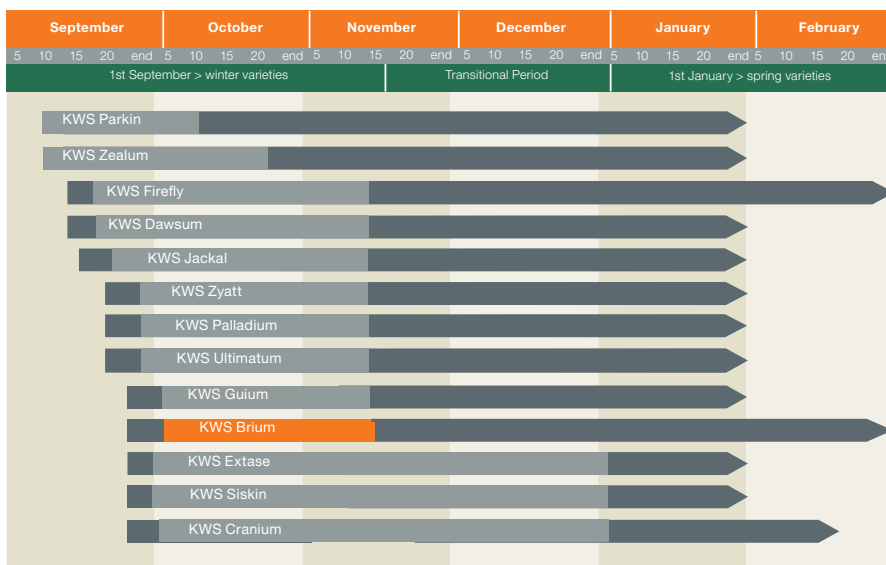 September October November December January February
5 10 15 20 end 5 10 15 20 end 5 10 15 20 end 5 10 15 20 end 5 10 15 20 end 5 10 15 20 en
1st September > winter varieties Transitional Period 1st January > spring varieties
KWS Parkin
KWS Zealum
KWS Firefly
KWS Dawsum
KWS Jackal
KWS Zyatt
KWS Palladium
KWS Ultimatum
KWS Guium
KWS Brium
KWS Extase
KWS Siskin
KWS Cranium